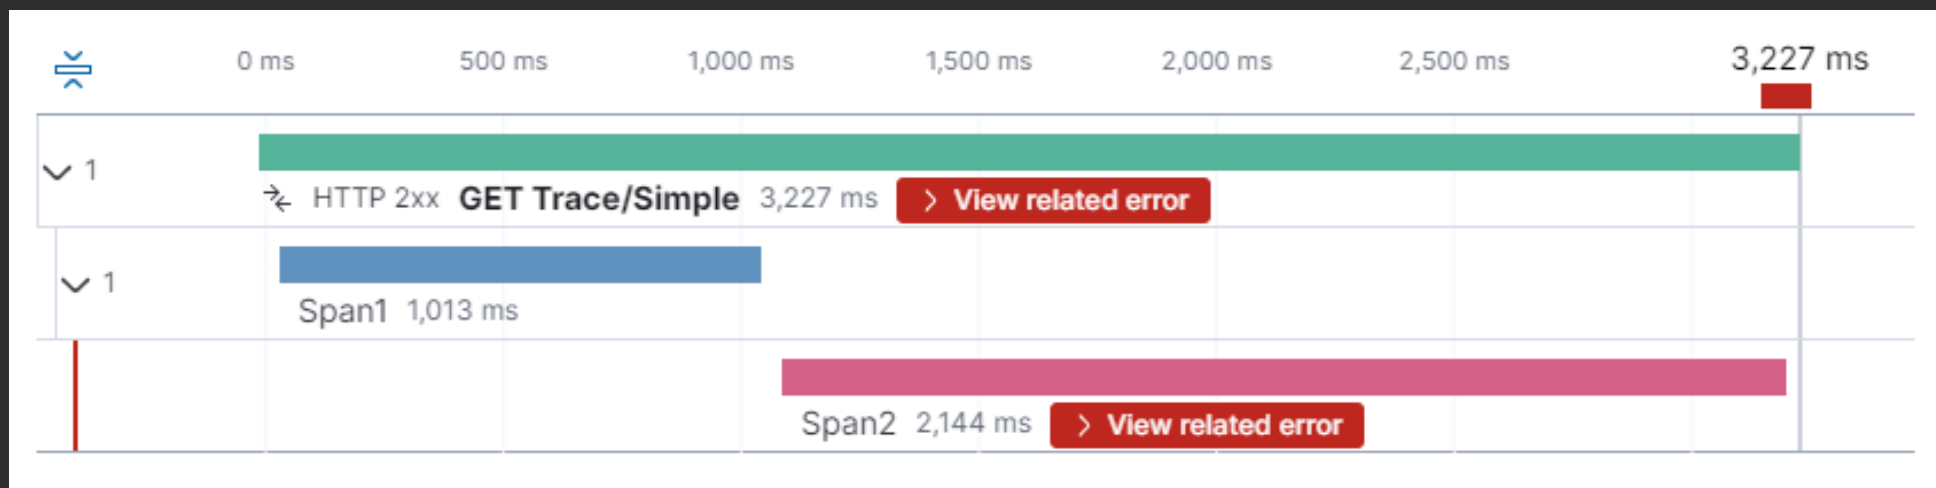 0 ms 500 ms 1,000 ms 1,500 ms 2,000 ms 2,500 ms 3,227 ms
1
HTTP 2xx GET Trace/Simple 3,227 ms View related error
1
Span1 1,013 ms
Span2 2,144 ms View related error